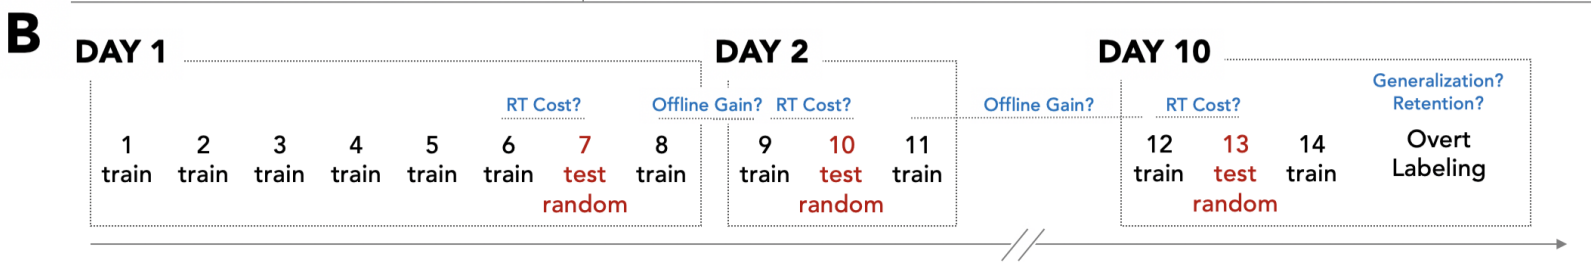 B
DAY 1
DAY 2
DAY 10
Generalization?
Retention?
RT Cost?
Offline Gain?
RT Cost?
Offline Gain?
RT Cost?
1 2 3 4 5 6 7 8 9 10 11 12 13 14 Overt
train train train train train train test train train test train train test train Labeling
random random random